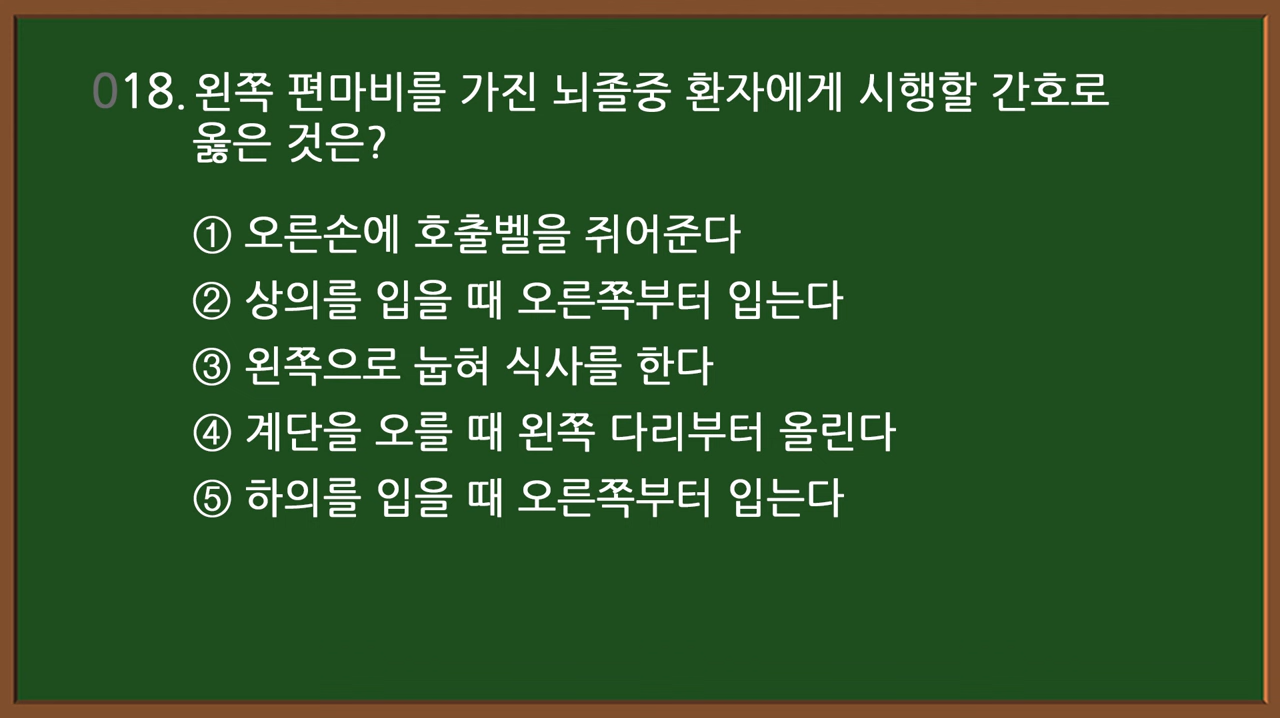 018. 왼쪽 편마비를 가진 뇌졸중 환자에게 시행할 간호로
옳은 것은?
① 오른손에 호출벨을 쥐어준다
② 상의를 입을 때 오른쪽부터 입는다
③ 왼쪽으로 눕혀 식사를 한다
④ 계단을 오를 때 왼쪽 다리부터 올린다
⑤ 하의를 입을 때 오른쪽부터 입는다